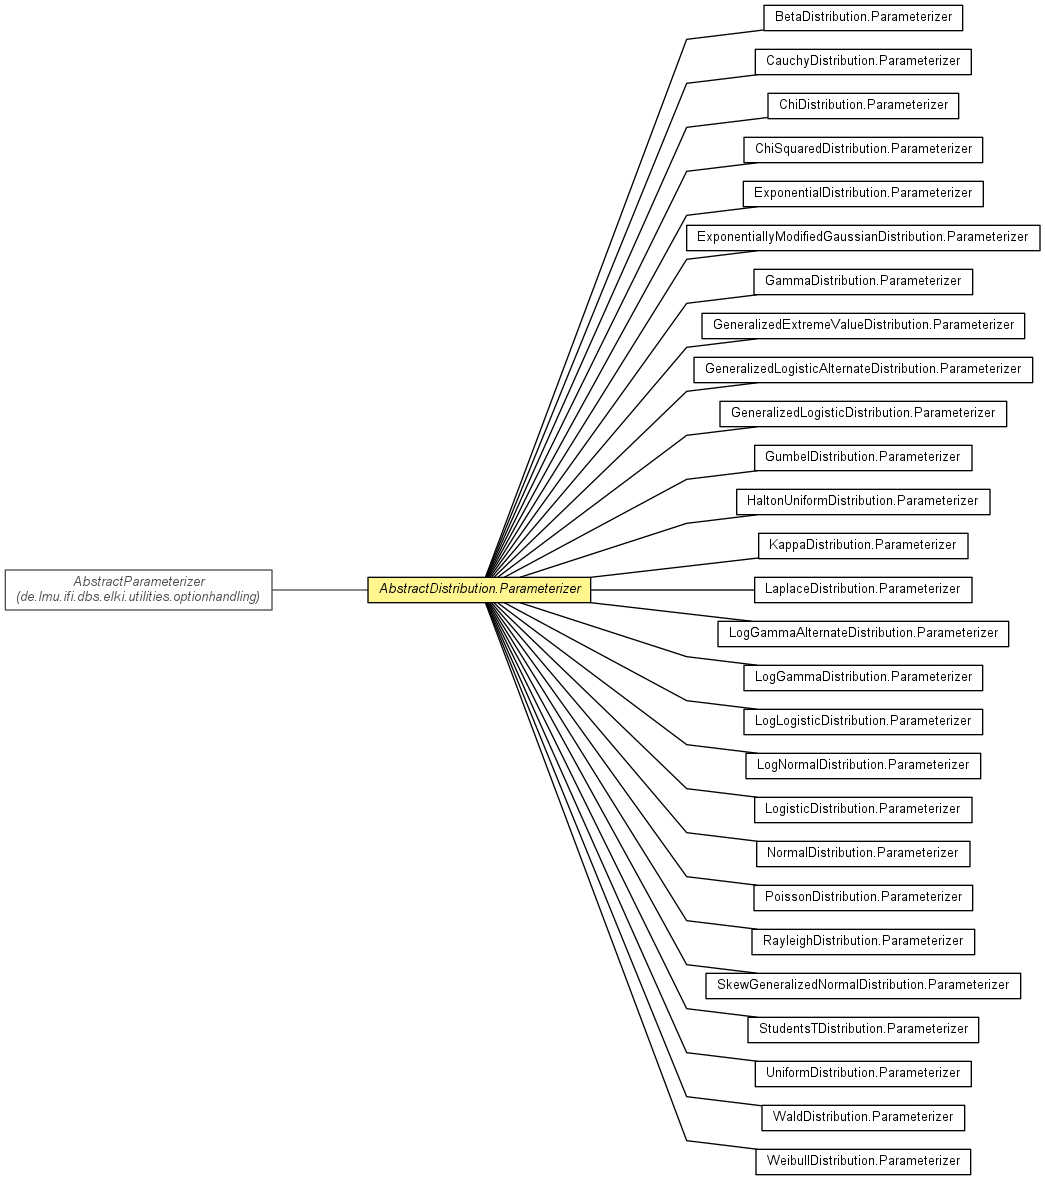 BetaDistribution.Parameterizer
CauchyDistribution.Parameterizer
ChiDistribution.Parameterizer
ChiSquaredDistribution.Parameterizer
ExponentialDistribution.Parameterizer
ExponentiallyModifiedGaussianDistribution.Parameterizer
GammaDistribution.Parameterizer
GeneralizedExtremeValueDistribution.Parameterizer
GeneralizedLogisticAlternateDistribution.Parameterizer
GeneralizedLogisticDistribution.Parameterizer
GumbelDistribution.Parameterizer
HaltonUniformDistribution.Parameterizer
KappaDistribution.Parameterizer
AbstractParameterizer
(de.lmu.ifi.dbs.elki.utilities.optionhandling)
AbstractDistribution.Parameterizer
LaplaceDistribution.Parameterizer
LogGammaAlternateDistribution.Parameterizer
LogGammaDistribution.Parameterizer
LogLogisticDistribution.Parameterizer
LogNormalDistribution.Parameterizer
LogisticDistribution.Parameterizer
NormalDistribution.Parameterizer
PoissonDistribution.Parameterizer
RayleighDistribution.Parameterizer
SkewGeneralizedNormalDistribution.Parameterizer
StudentsTDistribution.Parameterizer
UniformDistribution.Parameterizer
WaldDistribution.Parameterizer
WeibullDistribution.Parameterizer